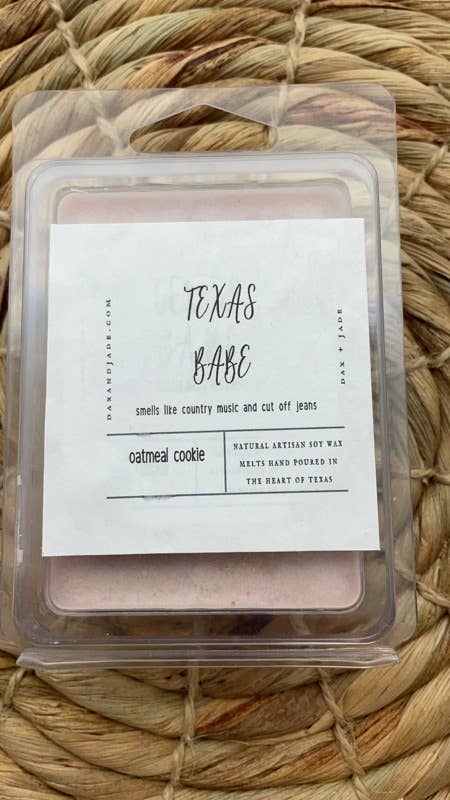 TEXAS
BABE
smells like country music and cut off jeans
oatmeal cookie
NATURAL ARTISAN SOY WAX
MELTS HAND POURED IN
THE HEART OF TEXAS
DAXANDJADE.COM
DAX + JADE